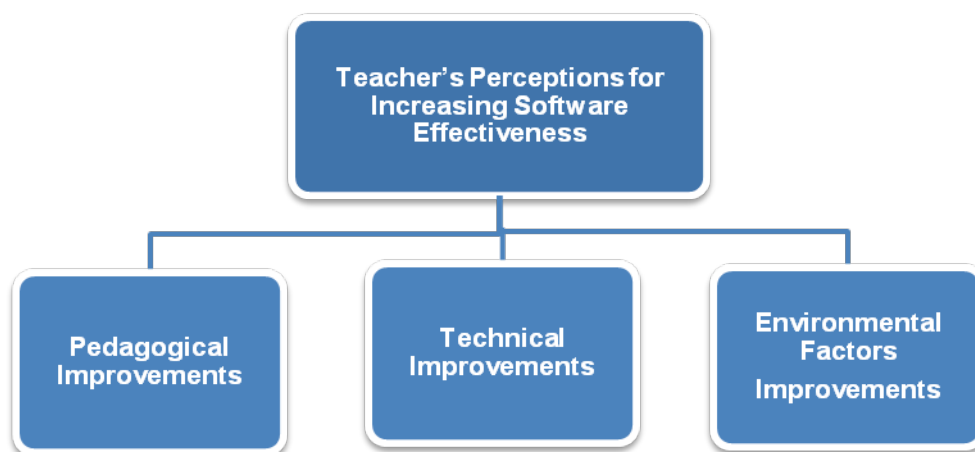 Teacher's Perceptions for
Increasing Software
Effectiveness
Pedagogical
Improvements
Technical
Improvements
Environmental
Factors
Improvements